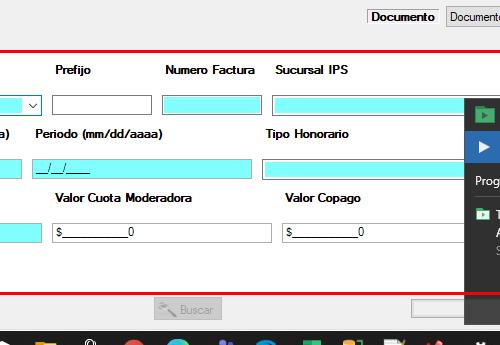 Documento Documento
Prefijo Numero Factura Sucursal IPS
a) Periodo (mm/dd/aaaa) Tipo Honorario
__/__/____
Prog
Valor Cuota Moderadora Valor Copago
$__________0 $__________0
Buscar